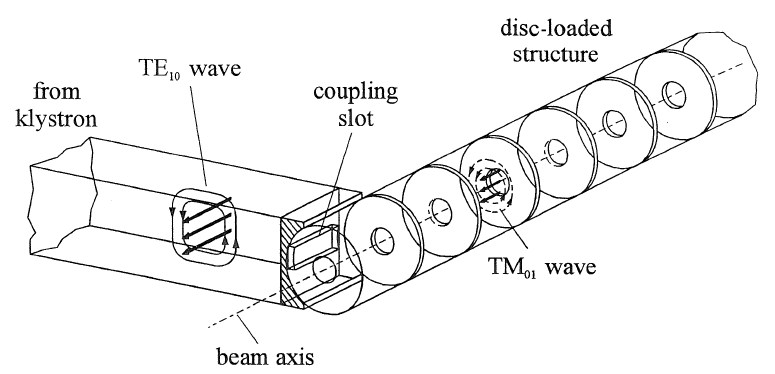 disc-loaded
structure
TE₁₀ wave
from
klystron
coupling
slot
TM₀₁ wave
beam axis